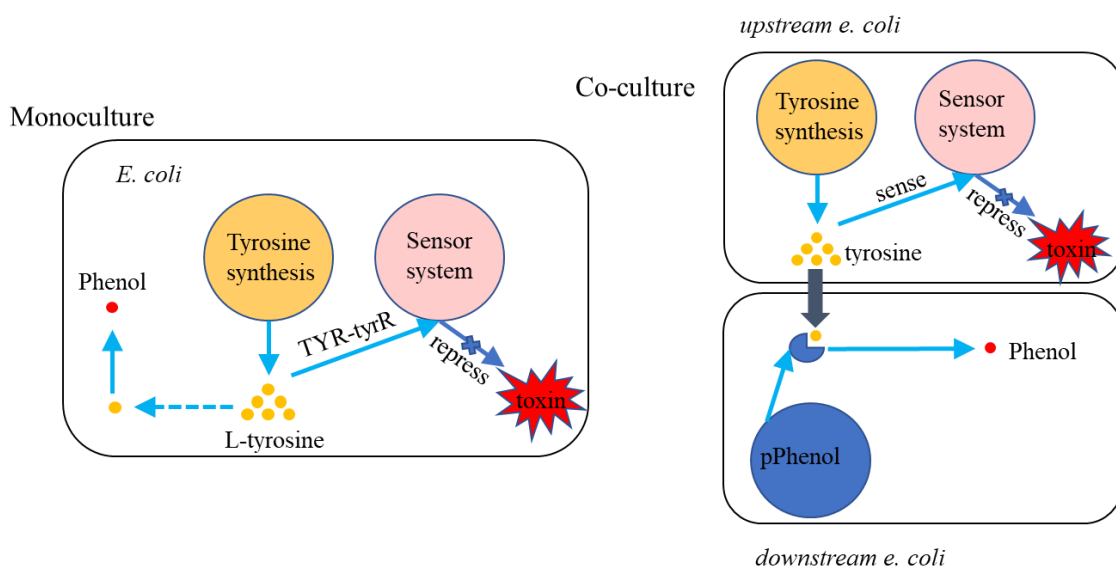 Monoculture
E. coli
Tyrosine
synthesis
Sensor
system
Phenol
TYR-tyrR
repress
toxin
L-tyrosine
Co-culture
upstream e. coli
Tyrosine
synthesis
Sensor
system
sense
repress
toxin
tyrosine
Phenol
pPhenol
downstream e. coli